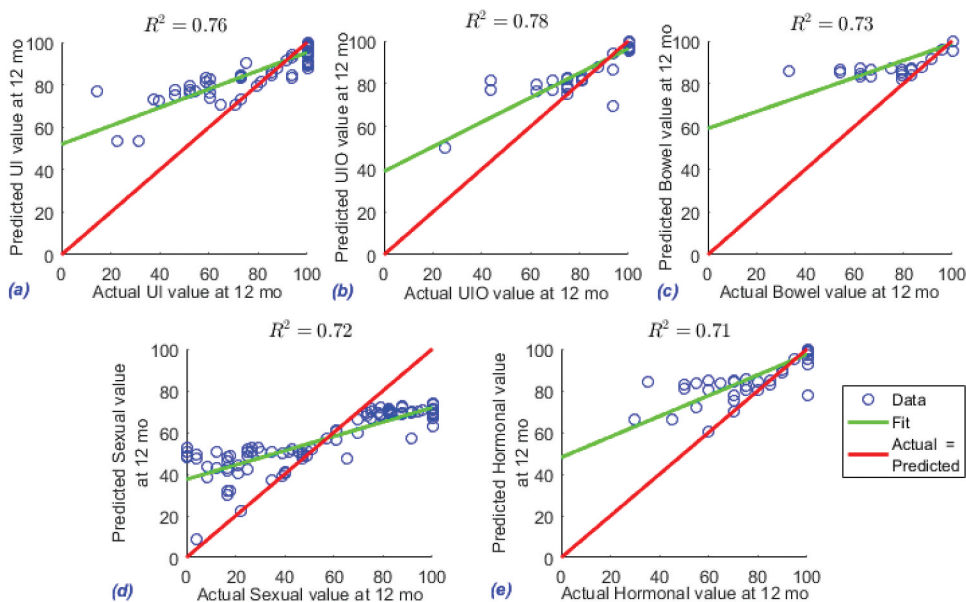 R² = 0.76
R² = 0.78
R² = 0.73
Predicted UI value at 12 mo
100
80
60
40
20
0
0 20 40 60 80 100
Actual UI value at 12 mo
(a)
Predicted UIO value at 12 mo
100
80
60
40
20
0
0 20 40 60 80 100
Actual UIO value at 12 mo
(b)
Predicted Bowel value at 12 mo
100
80
60
40
20
0
0 20 40 60 80 100
Actual Bowel value at 12 mo
(c)
R² = 0.72
R² = 0.71
Predicted Sexual value
at 12 mo
100
80
60
40
20
0
0 20 40 60 80 100
Actual Sexual value at 12 mo
(d)
Predicted Hormonal value
at 12 mo
100
80
60
40
20
0
0 20 40 60 80 100
Actual Hormonal value at 12 mo
(e)
Data
Fit
Actual =
Predicted